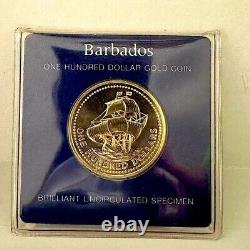 Barbados
ONE HUNDRED DOLLAR GOLD COIN
ONE HUNDRED DOLLARS
BRILLIANT UNCIRCULATED SPECIMEN
ebay